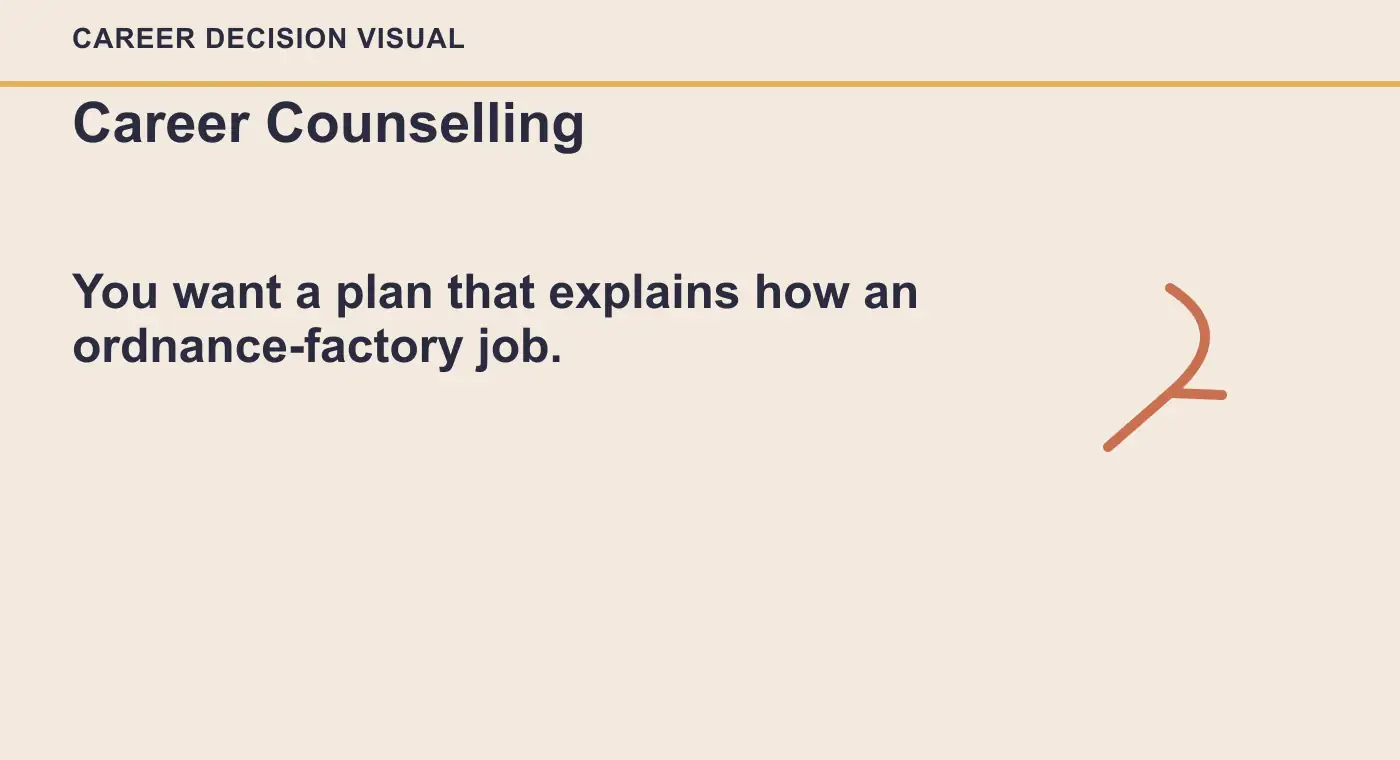 CAREER DECISION VISUAL
Career Counselling
You want a plan that explains how an
ordnance-factory job.